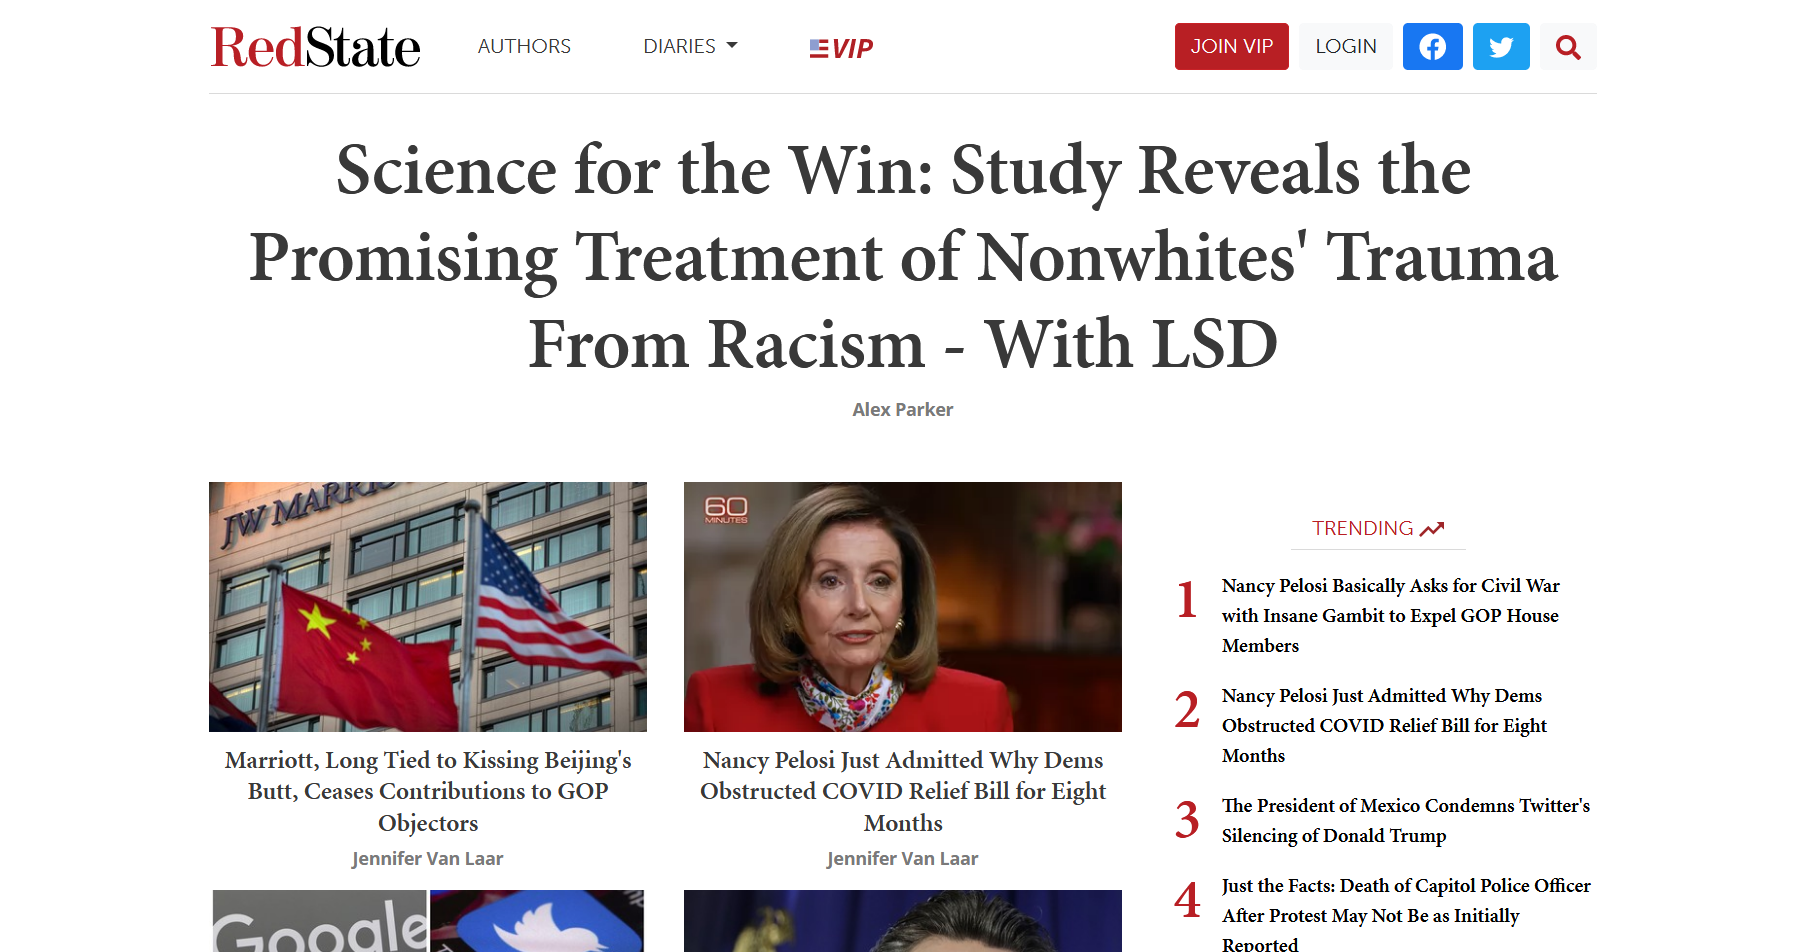 RedState
AUTHORS
DIARIES
VIP
JOIN VIP
LOGIN
Science for the Win: Study Reveals the
Promising Treatment of Nonwhites' Trauma
From Racism - With LSD
Alex Parker
JW MARRIO
Marriott, Long Tied to Kissing Beijing's
Butt, Ceases Contributions to GOP
Objectors
Jennifer Van Laar
60
MINUTES
Nancy Pelosi Just Admitted Why Dems
Obstructed COVID Relief Bill for Eight
Months
Jennifer Van Laar
Google
TRENDING
1
Nancy Pelosi Basically Asks for Civil War
with Insane Gambit to Expel GOP House
Members
2
Nancy Pelosi Just Admitted Why Dems
Obstructed COVID Relief Bill for Eight
Months
3
The President of Mexico Condemns Twitter's
Silencing of Donald Trump
4
Just the Facts: Death of Capitol Police Officer
After Protest May Not Be as Initially
Reported